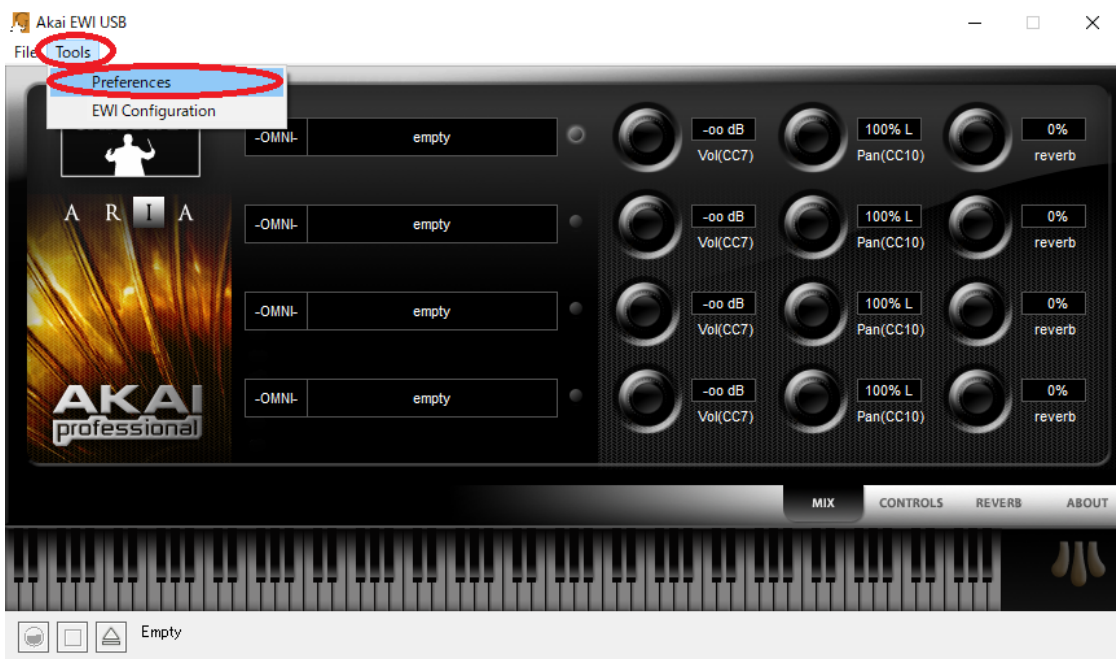 Akai EWI USB
File Tools
Preferences
EWI Configuration
-OMNI- empty -oo dB 100% L 0%
Vol(CC7) Pan(CC10) reverb
A R I A
-OMNI- empty -oo dB 100% L 0%
Vol(CC7) Pan(CC10) reverb
-OMNI- empty -oo dB 100% L 0%
Vol(CC7) Pan(CC10) reverb
AKAI
professional
-OMNI- empty -oo dB 100% L 0%
Vol(CC7) Pan(CC10) reverb
MIX CONTROLS REVERB ABOUT
Empty